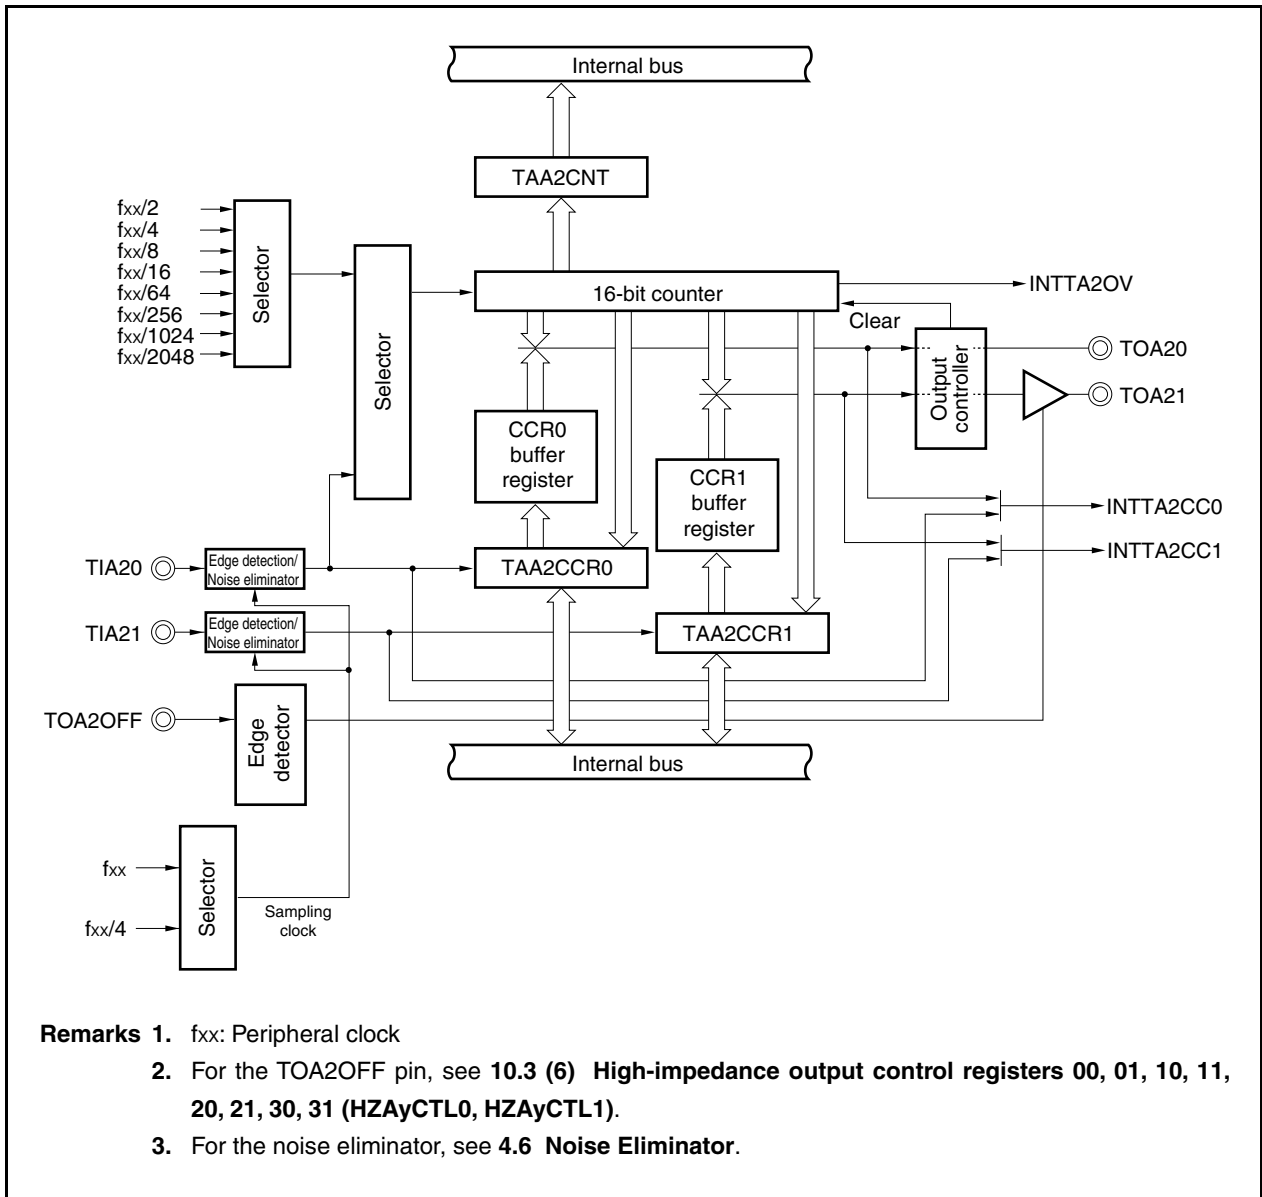 Internal bus
TAA2CNT
fxx/2
fxx/4
fxx/8
fxx/16
fxx/64
fxx/256
fxx/1024
fxx/2048
Selector
Selector
16-bit counter
INTTA2OV
Clear
Output
controller
TOA20
TOA21
CCR0
buffer
register
CCR1
buffer
register
INTTA2CC0
INTTA2CC1
TIA20
Edge detection/
Noise eliminator
TAA2CCR0
TIA21
Edge detection/
Noise eliminator
TAA2CCR1
TOA2OFF
Edge
detector
Internal bus
fxx
fxx/4
Selector
Sampling
clock
Remarks 1. fxx: Peripheral clock
2. For the TOA2OFF pin, see 10.3 (6) High-impedance output control registers 00, 01, 10, 11,
20, 21, 30, 31 (HZAyCTL0, HZAyCTL1).
3. For the noise eliminator, see 4.6 Noise Eliminator.